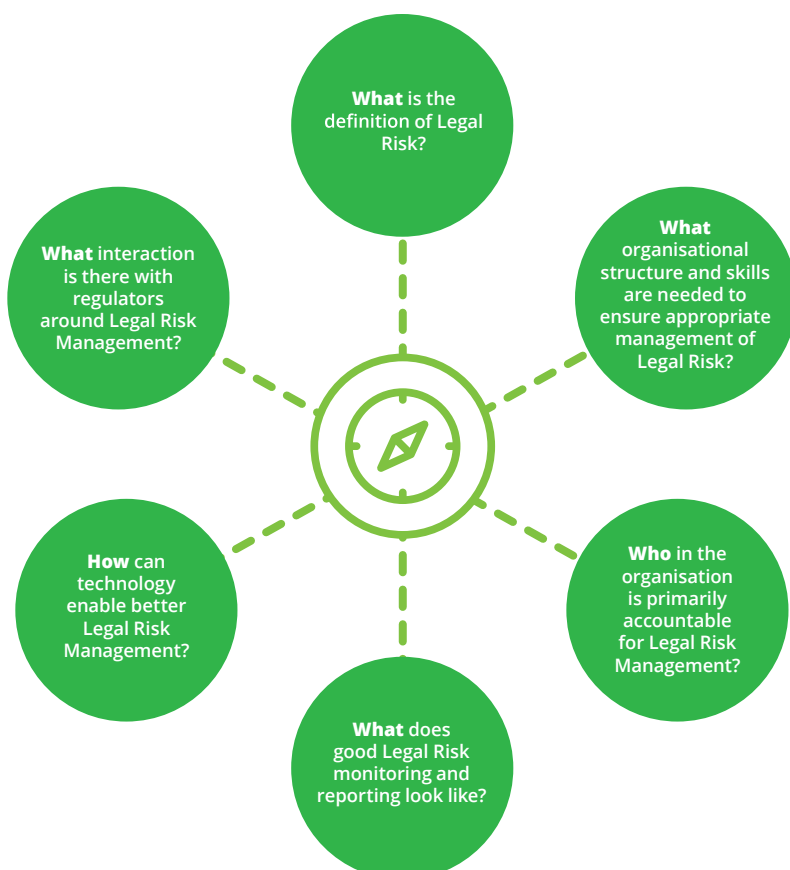 What is the
definition of Legal
Risk?
What
organisational
structure and skills
are needed to
ensure appropriate
management of
Legal Risk?
Who in the
organisation
is primarily
accountable
for Legal Risk
Management?
What does
good Legal Risk
monitoring and
reporting look like?
How can
technology
enable better
Legal Risk
Management?
What interaction
is there with
regulators
around Legal Risk
Management?